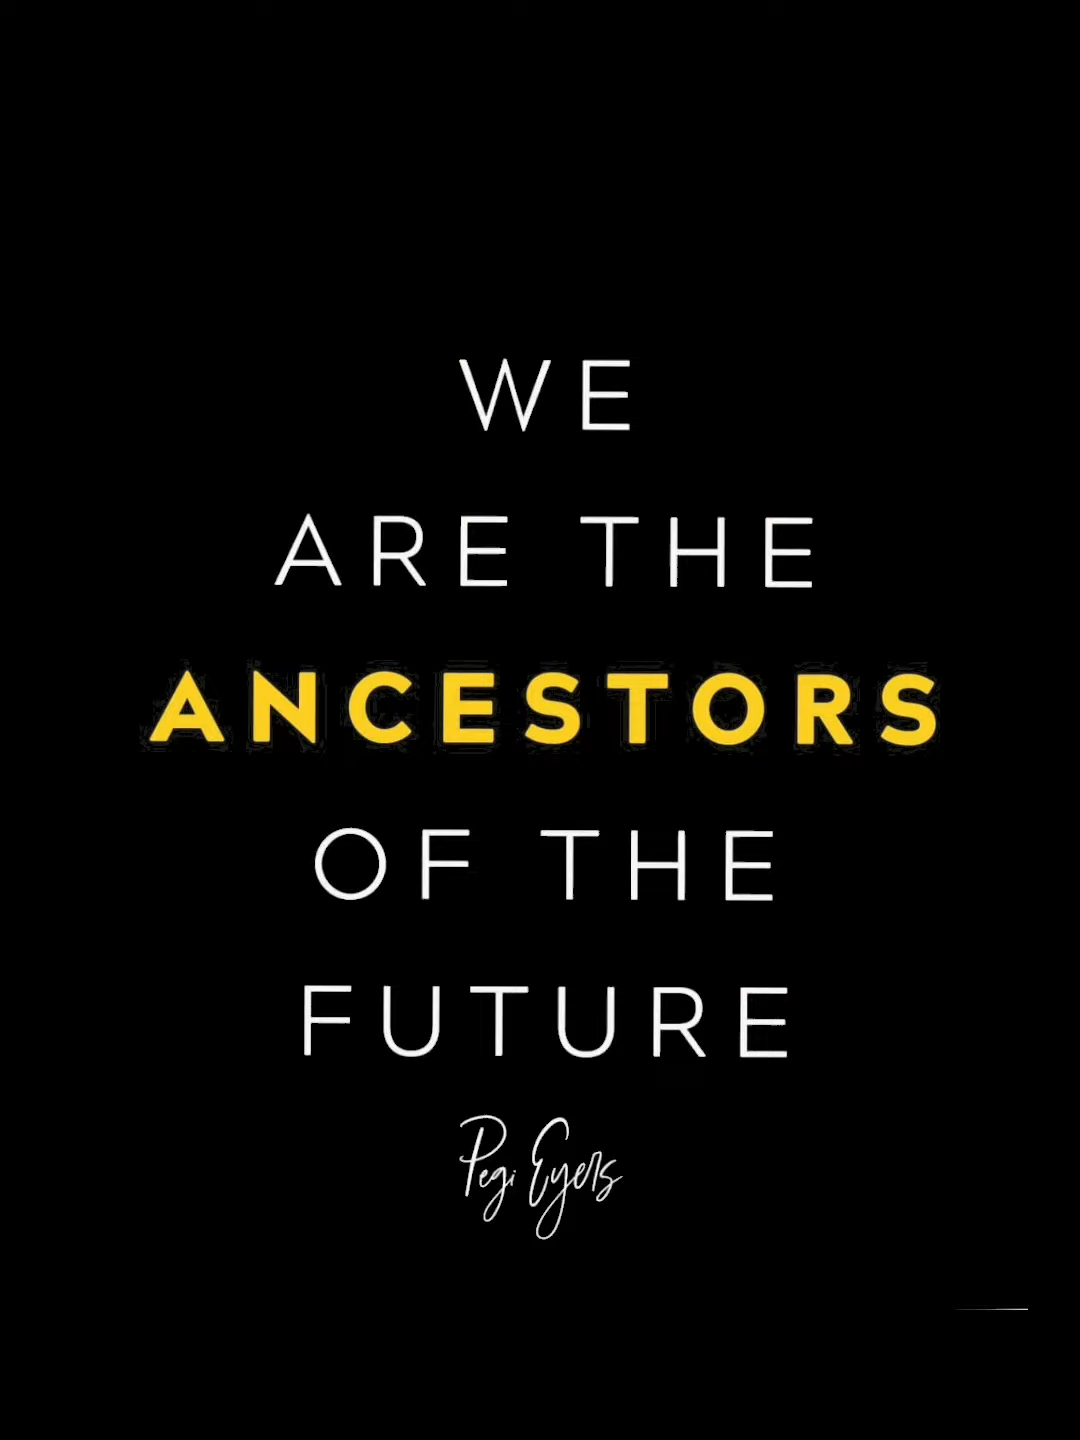 WE
ARE THE
ANCESTORS
OF THE
FUTURE
Pegi Eyers